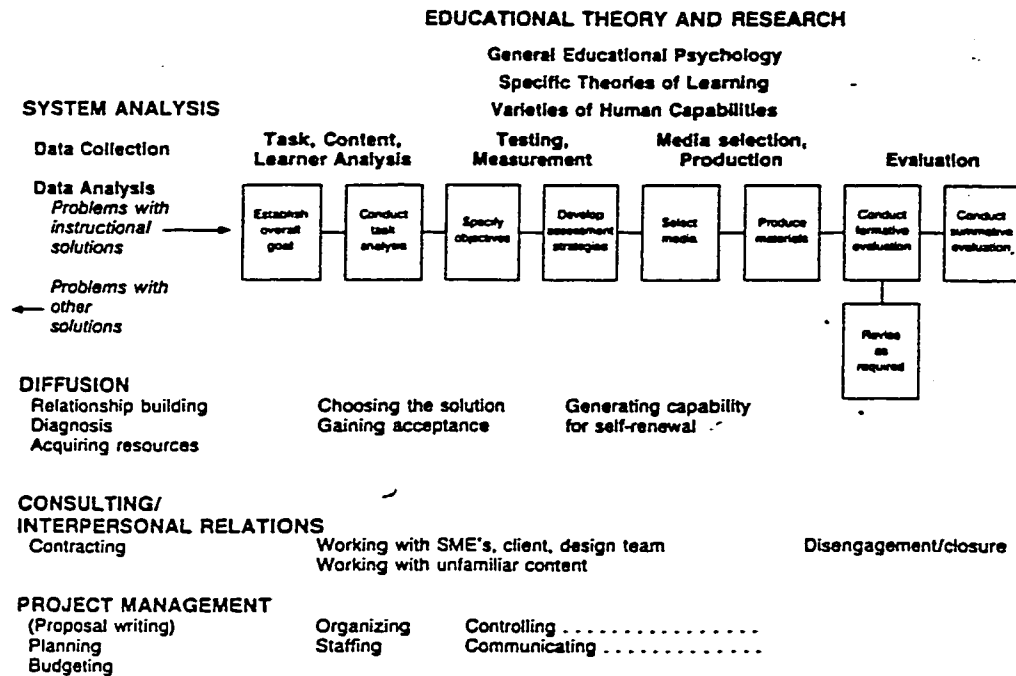 EDUCATIONAL THEORY AND RESEARCH
General Educational Psychology
Specific Theories of Learning
Varieties of Human Capabilities
SYSTEM ANALYSIS
Data Collection
Data Analysis
Problems with
instructional
solutions
Problems with
other
solutions
Task, Content,
Learner Analysis
Testing,
Measurement
Media selection,
Production
Evaluation
Establish
overall
goal
Conduct
task
analysis
Specify
objectives
Develop
assessment
strategies
Select
media
Produce
materials
Conduct
formative
evaluation
Conduct
summative
evaluation
Revise
as
required
DIFFUSION
Relationship building
Diagnosis
Acquiring resources
Choosing the solution
Gaining acceptance
Generating capability
for self-renewal
CONSULTING/
INTERPERSONAL RELATIONS
Contracting
Working with SME's, client, design team
Working with unfamiliar content
Disengagement/closure
PROJECT MANAGEMENT
(Proposal writing)
Planning
Budgeting
Organizing
Staffing
Controlling . . . . . . . . . . . . . . .
Communicating . . . . . . . . . . . .